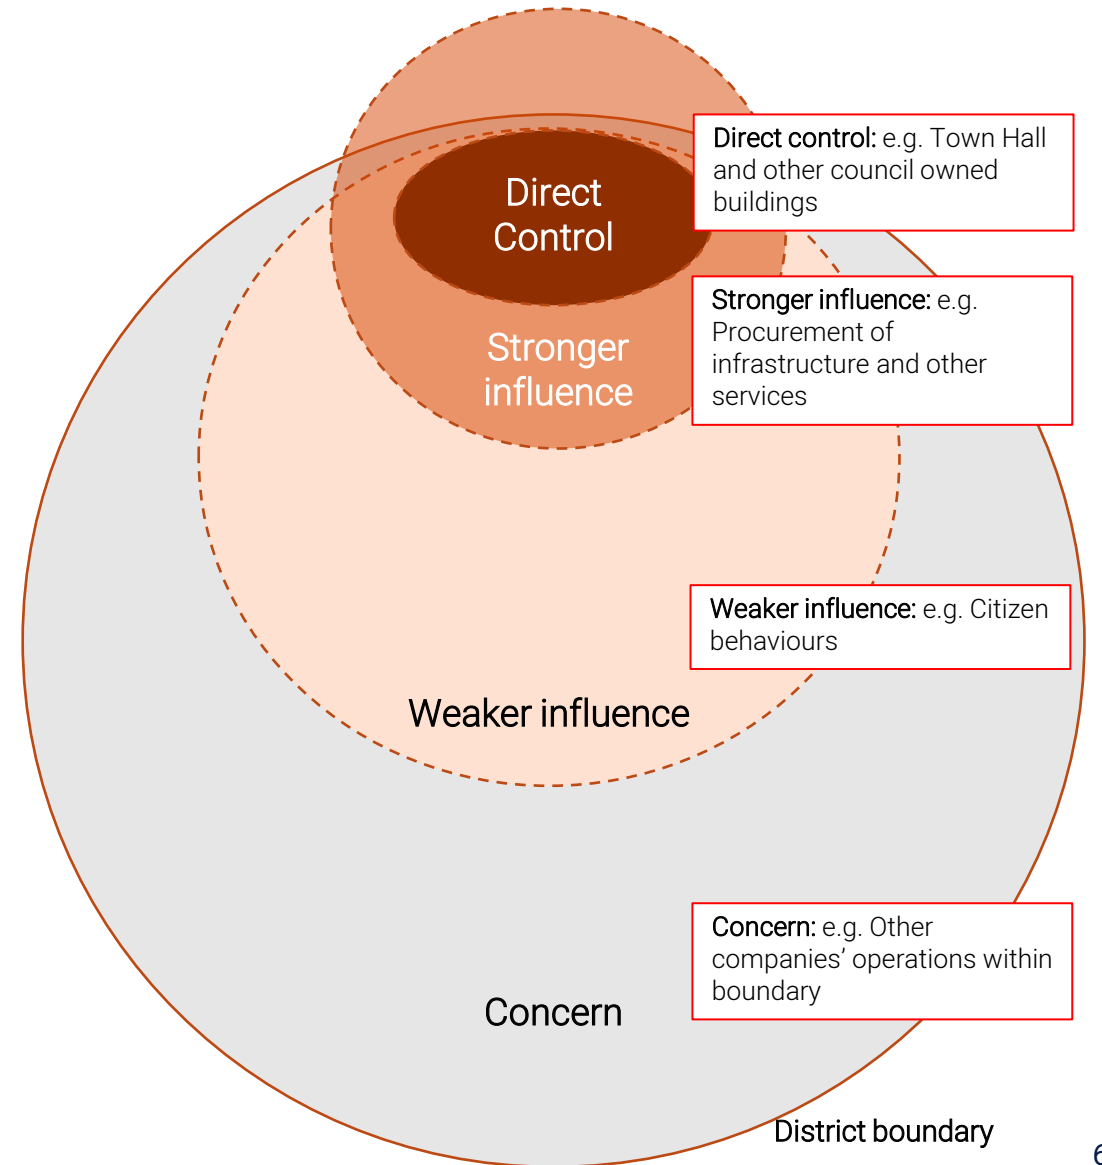 Direct
Control
Direct control: e.g. Town Hall
and other council owned
buildings
Stronger
influence
Stronger influence: e.g.
Procurement of
infrastructure and other
services
Weaker influence: e.g. Citizen
behaviours
Weaker influence
Concern: e.g. Other
companies’ operations within
boundary
Concern
District boundary
6